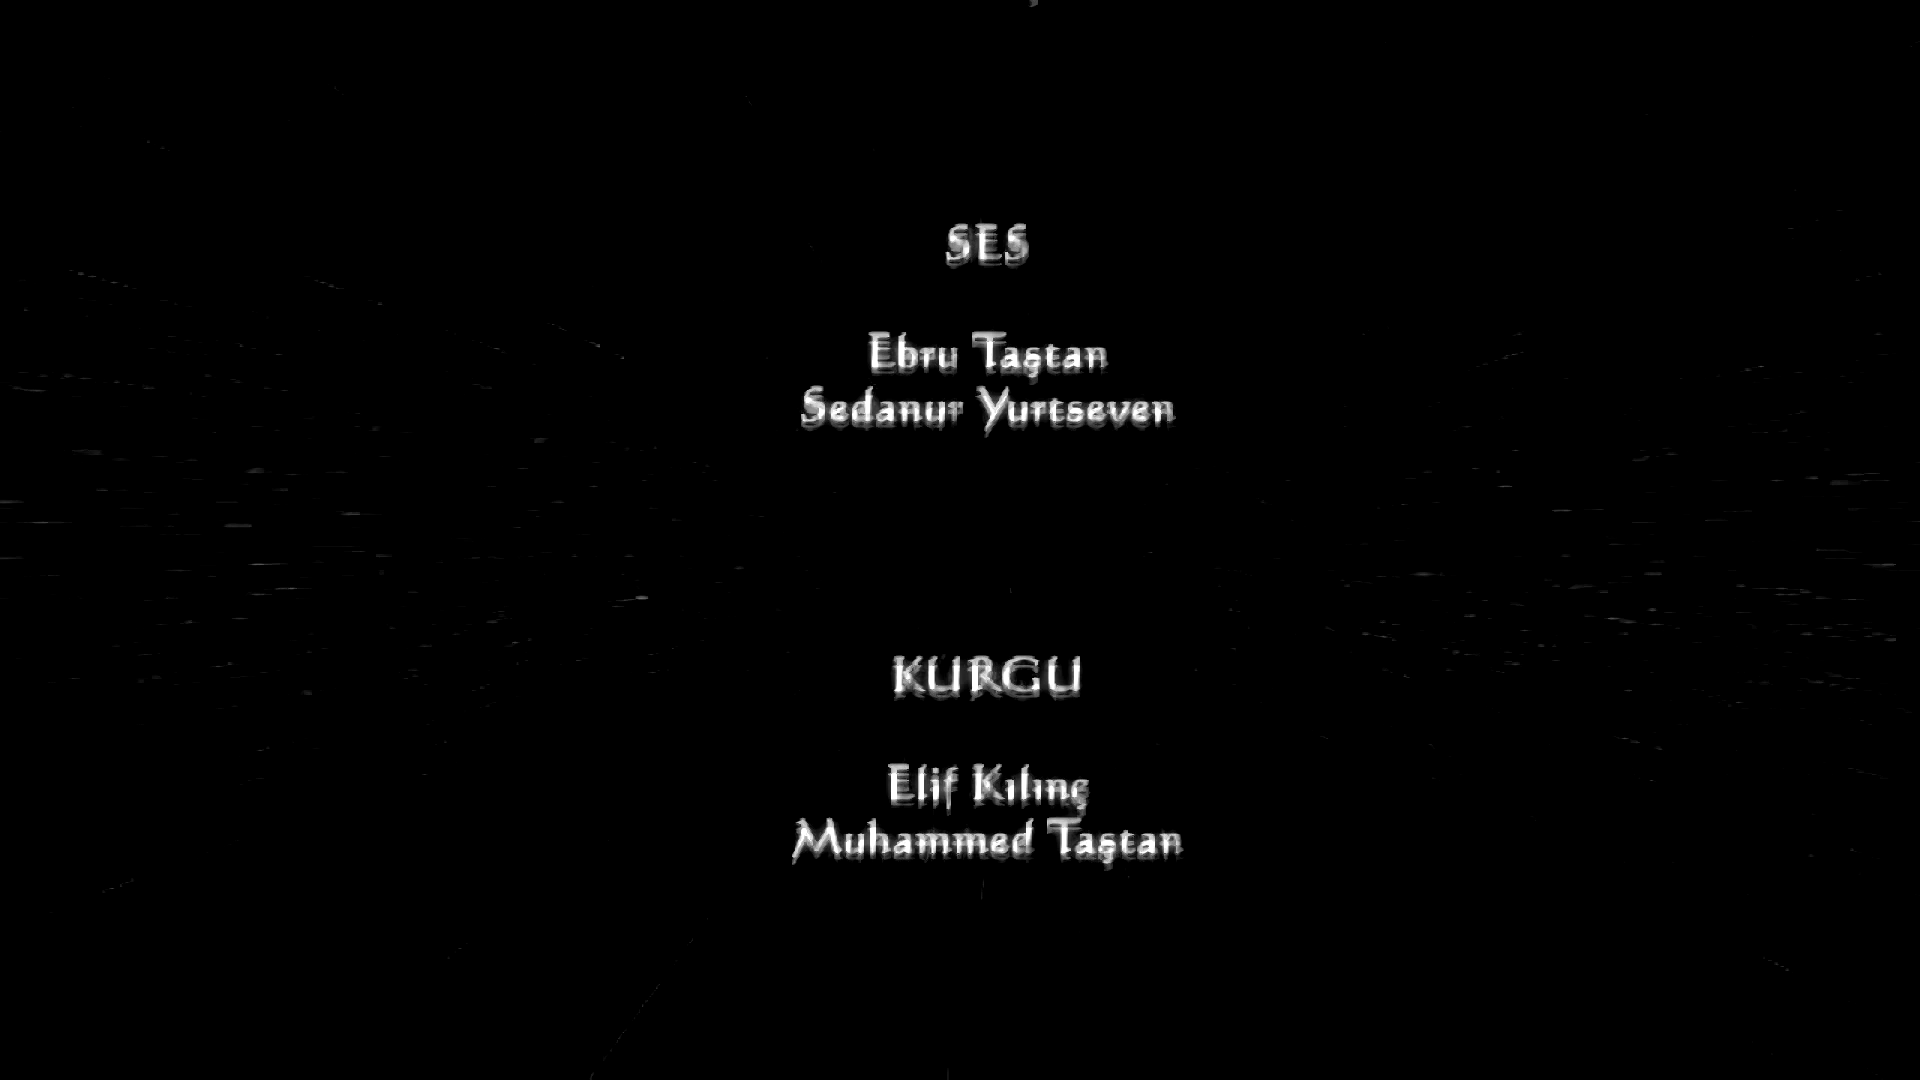 SES
Ebru Taştan
Sedanur Yurtseven
KURGU
Elif Kılınç
Muhammed Taştan